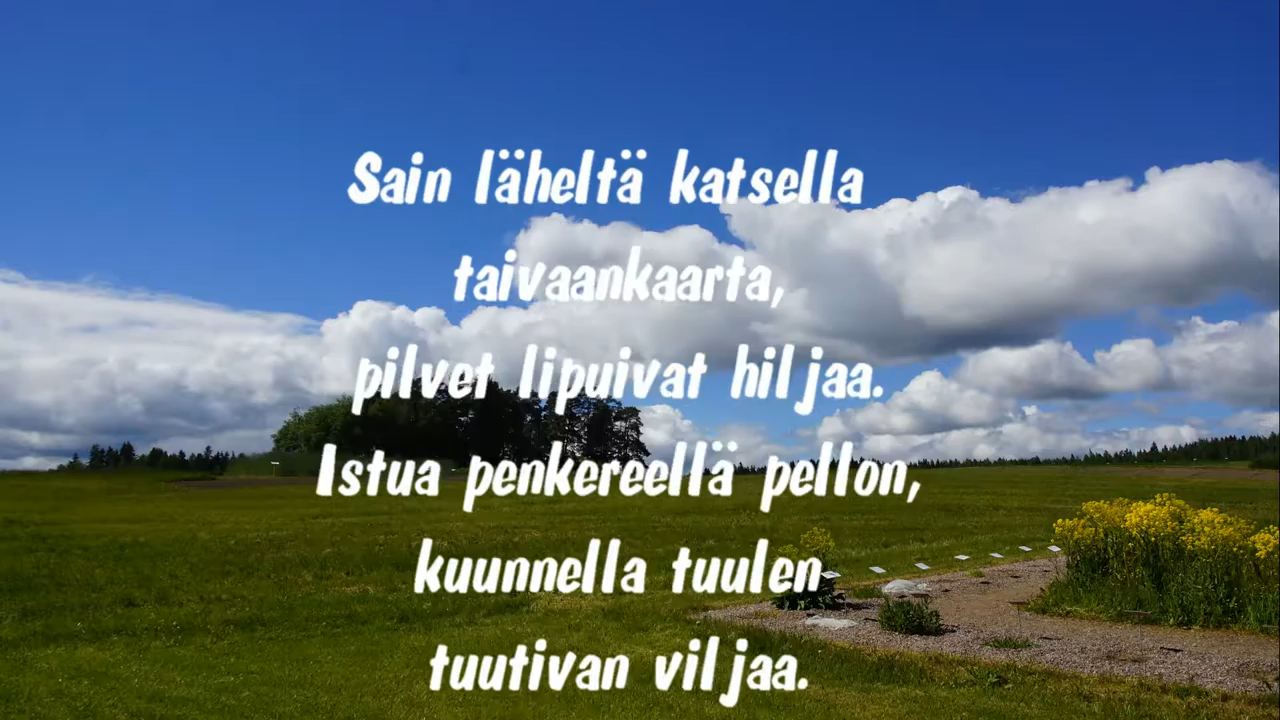 Sain läheltä katsella
taivaankaarta,
pilvet lipuivat hiljaa.
Istua penkereellä pellon,
kuunnella tuulen
tuutivan viljaa.